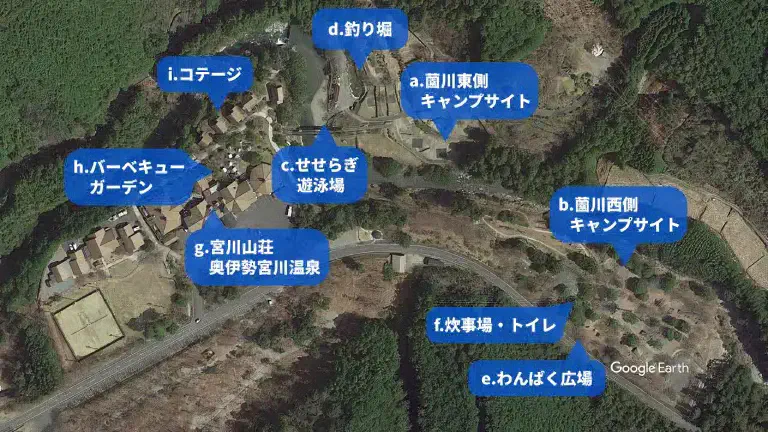 d.釣り堀
i.コテージ
a.薗川東側
キャンプサイト
h.バーベキュー
ガーデン
c.せせらぎ
遊泳場
b.薗川西側
キャンプサイト
g.宮川山荘
奥伊勢宮川温泉
f.炊事場・トイレ
e.わんぱく広場
Google Earth